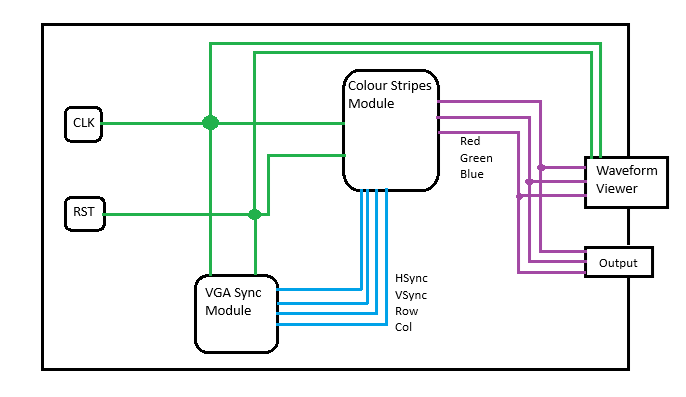 Colour Stripes
Module
CLK
Red
Green
Blue
Waveform
Viewer
RST
Output
VGA Sync
Module
HSync
VSync
Row
Col